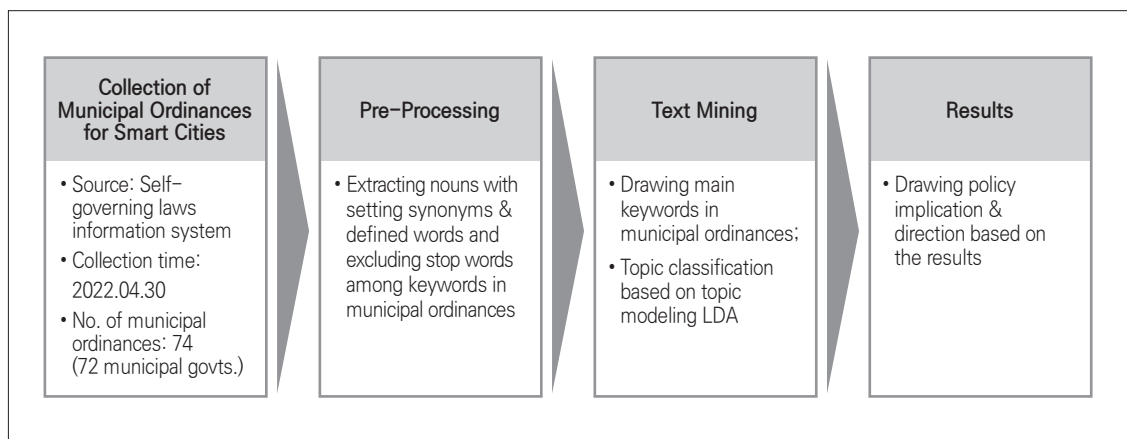 Collection of
Municipal Ordinances
for Smart Cities
• Source: Self-
governing laws
information system
• Collection time:
2022.04.30
• No. of municipal
ordinances: 74
(72 municipal govts.)
Pre-Processing
• Extracting nouns with
setting synonyms &
defined words and
excluding stop words
among keywords in
municipal ordinances
Text Mining
• Drawing main
keywords in
municipal ordinances;
• Topic classification
based on topic
modeling LDA
Results
• Drawing policy
implication &
direction based on
the results